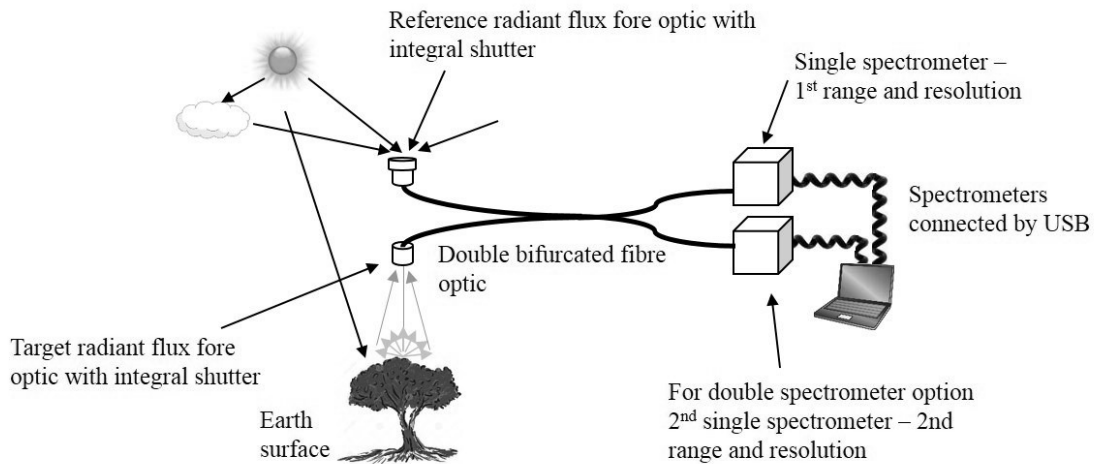 Reference radiant flux fore optic with
integral shutter
Single spectrometer –
1st range and resolution
Spectrometers
connected by USB
Double bifurcated fibre
optic
Target radiant flux fore
optic with integral shutter
Earth
surface
For double spectrometer option
2nd single spectrometer – 2nd
range and resolution